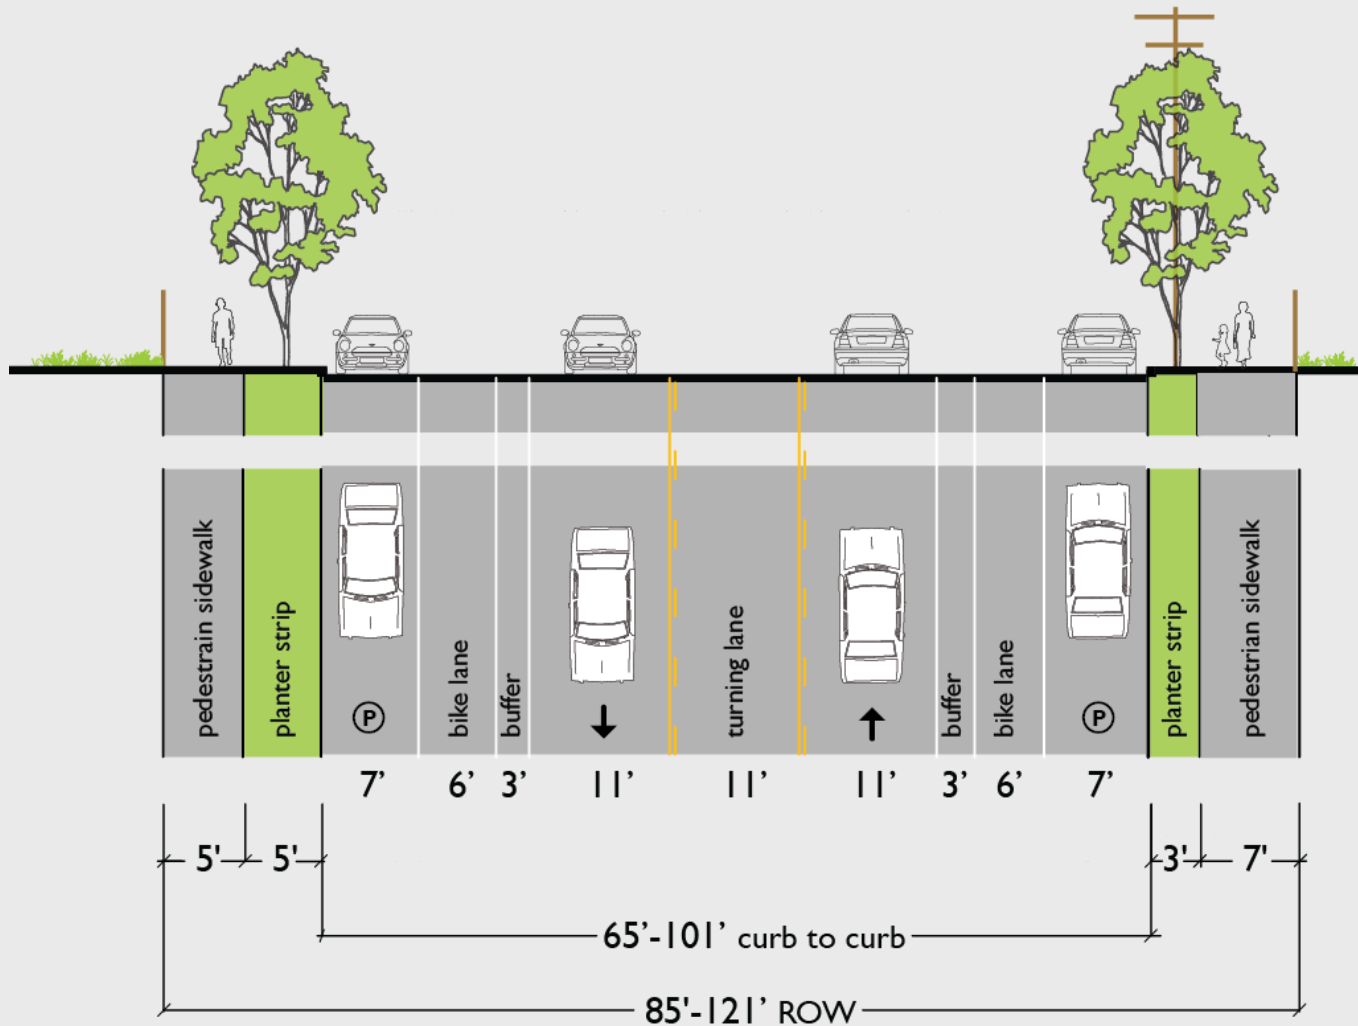 pedestrain sidewalk
planter strip
P
bike lane
buffer
turning lane
buffer
bike lane
P
planter strip
pedestrian sidewalk
7’ 6’ 3’ 11’ 11’ 11’ 3’ 6’ 7’
5' 5' 3' 7'
65’-101’ curb to curb
85'-121’ ROW